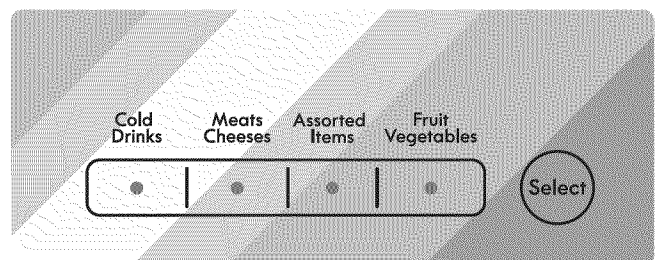 Cold
Drinks
Meats
Cheeses
Assorted
Items
Fruit
Vegetables
Select